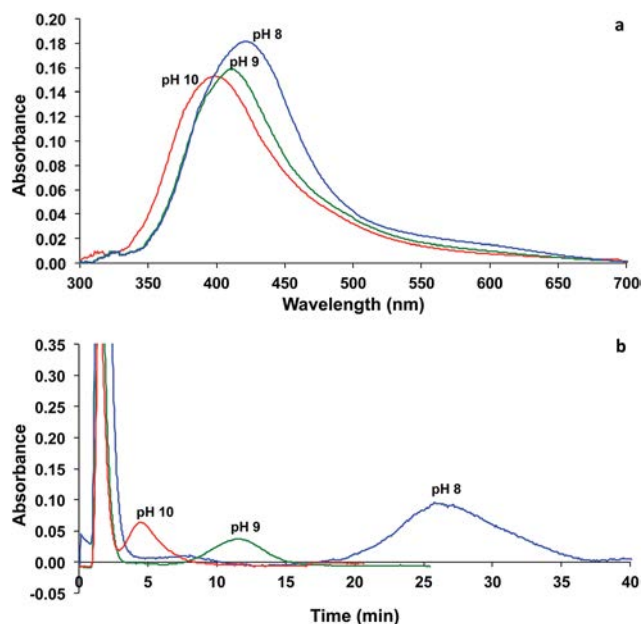 a
0.20
0.18
0.16
0.14
0.12
0.10
0.08
0.06
0.04
0.02
0.00
Absorbance
pH 8
pH 9
pH 10
300 350 400 450 500 550 600 650 700
Wavelength (nm)
b
0.35
0.30
0.25
0.20
0.15
0.10
0.05
0.00
-0.05
Absorbance
pH 10
pH 9
pH 8
0 5 10 15 20 25 30 35 40
Time (min)